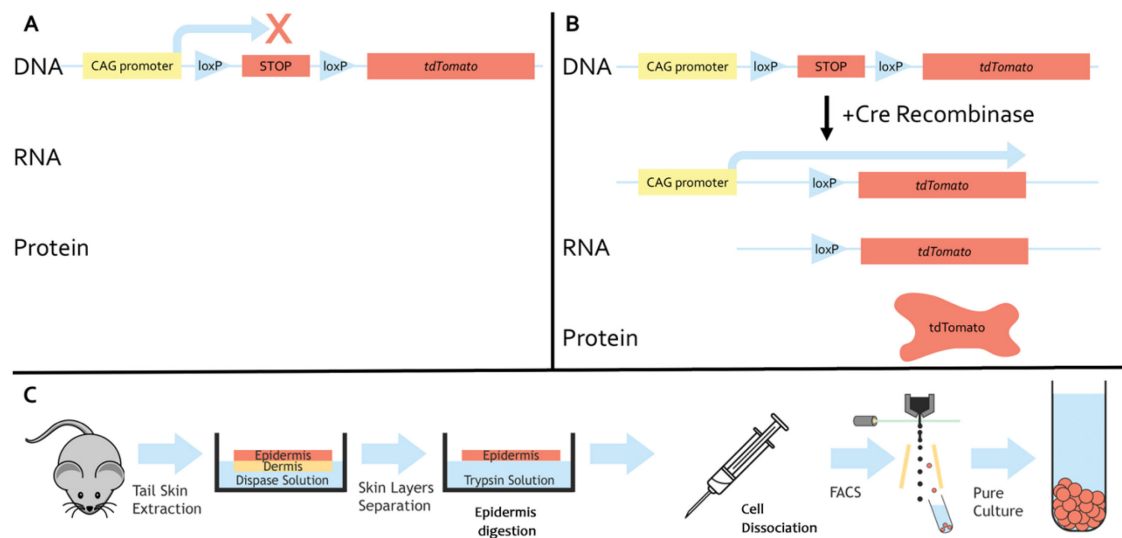 A
DNA CAG promoter loxP STOP loxP tdTomato
RNA
Protein
B
DNA CAG promoter loxP STOP loxP tdTomato
+Cre Recombinase
CAG promoter loxP tdTomato
RNA loxP tdTomato
Protein tdTomato
C
Epidermis
Dermis
Dispase Solution
Tail Skin
Extraction
Skin Layers
Separation
Epidermis
Trypsin Solution
Epidermis
digestion
Cell
Dissociation
FACS
Pure
Culture